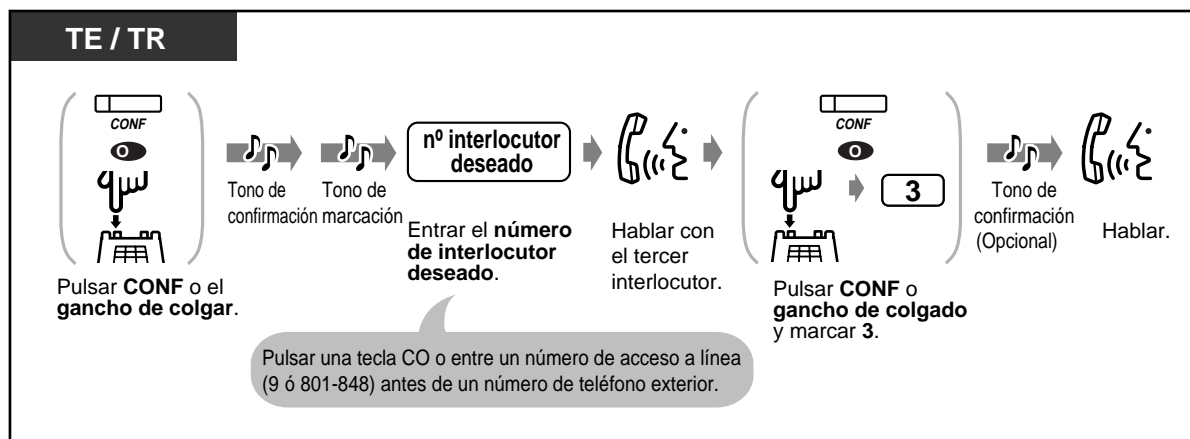 TE / TR
CONF
O
Pulsar CONF o el
gancho de colgar.
Tono de
confirmación
Tono de
marcación
nº interlocutor
deseado
Entrar el número
de interlocutor
deseado.
Hablar con
el tercer
interlocutor.
CONF
O
3
Pulsar CONF o
gancho de colgado
y marcar 3.
Tono de
confirmación
(Opcional)
Hablar.
Pulsar una tecla CO o entre un número de acceso a línea
(9 ó 801-848) antes de un número de teléfono exterior.